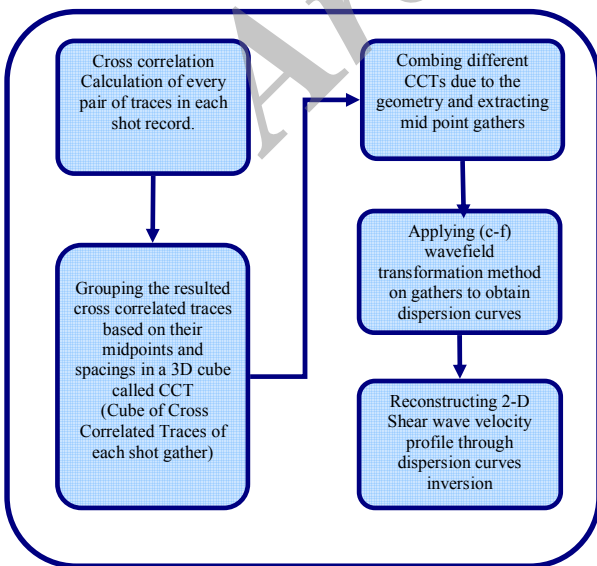 Cross correlation
Calculation of every
pair of traces in each
shot record.
Grouping the resulted
cross correlated traces
based on their
midpoints and
spacings in a 3D cube
called CCT
(Cube of Cross
Correlated Traces of
each shot gather)
Combing different
CCTs due to the
geometry and extracting
mid point gathers
Applying (c-f)
wavefield
transformation method
on gathers to obtain
dispersion curves
Reconstructing 2-D
Shear wave velocity
profile through
dispersion curves
inversion